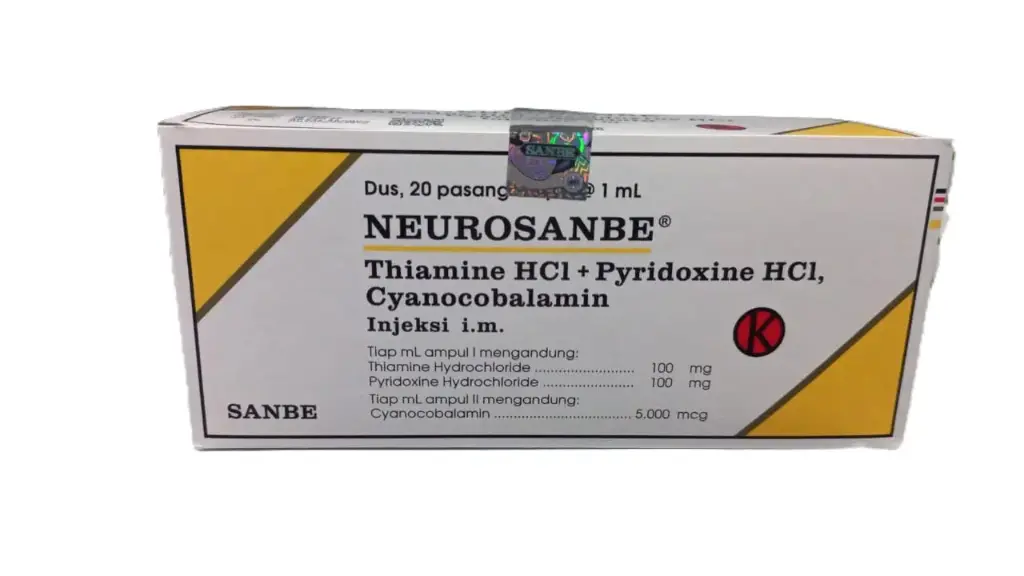 SANBE
Dus, 20 pasang @ 1 mL
NEUROSANBE®
Thiamine HCl + Pyridoxine HCl,
Cyanocobalamin
Injeksi i.m.
K
Tiap mL ampul I mengandung:
Thiamine Hydrochloride ......................... 100 mg
Pyridoxine Hydrochloride ....................... 100 mg
Tiap mL ampul II mengandung:
Cyanocobalamin .................................. 5.000 mcg
SANBE